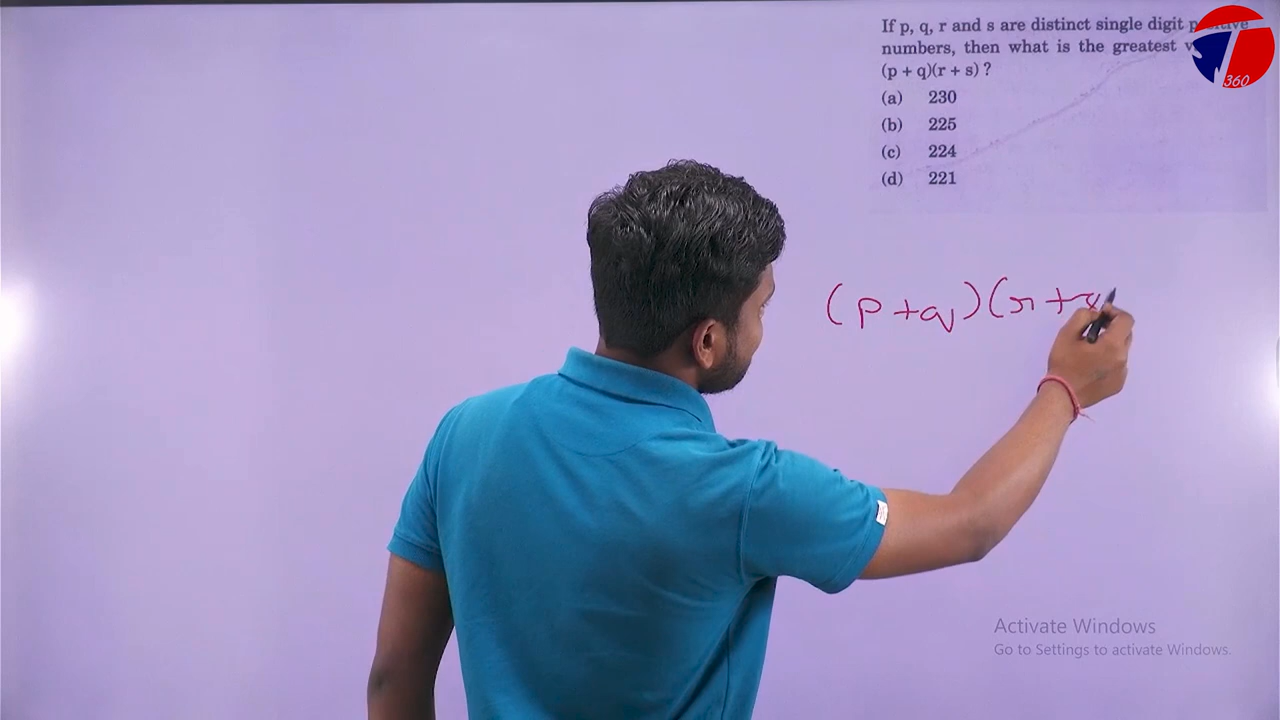 If p, q, r and s are distinct single digit
numbers, then what is the greatest
(p + q)(r + s) ?
(a) 230
(b) 225
(c) 224
(d) 221
(p+q)(r+s
T
360
Activate Windows
Go to Settings to activate Windows.